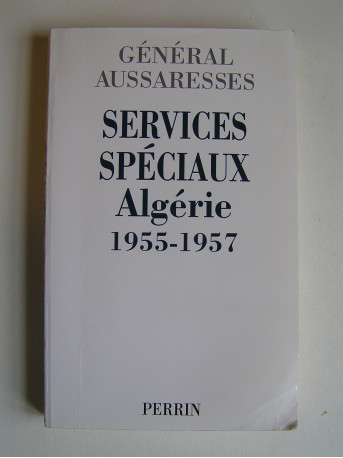 GÉNÉRAL
AUSSARESSES
SERVICES
SPÉCIAUX
Algérie
1955-1957
PERRIN